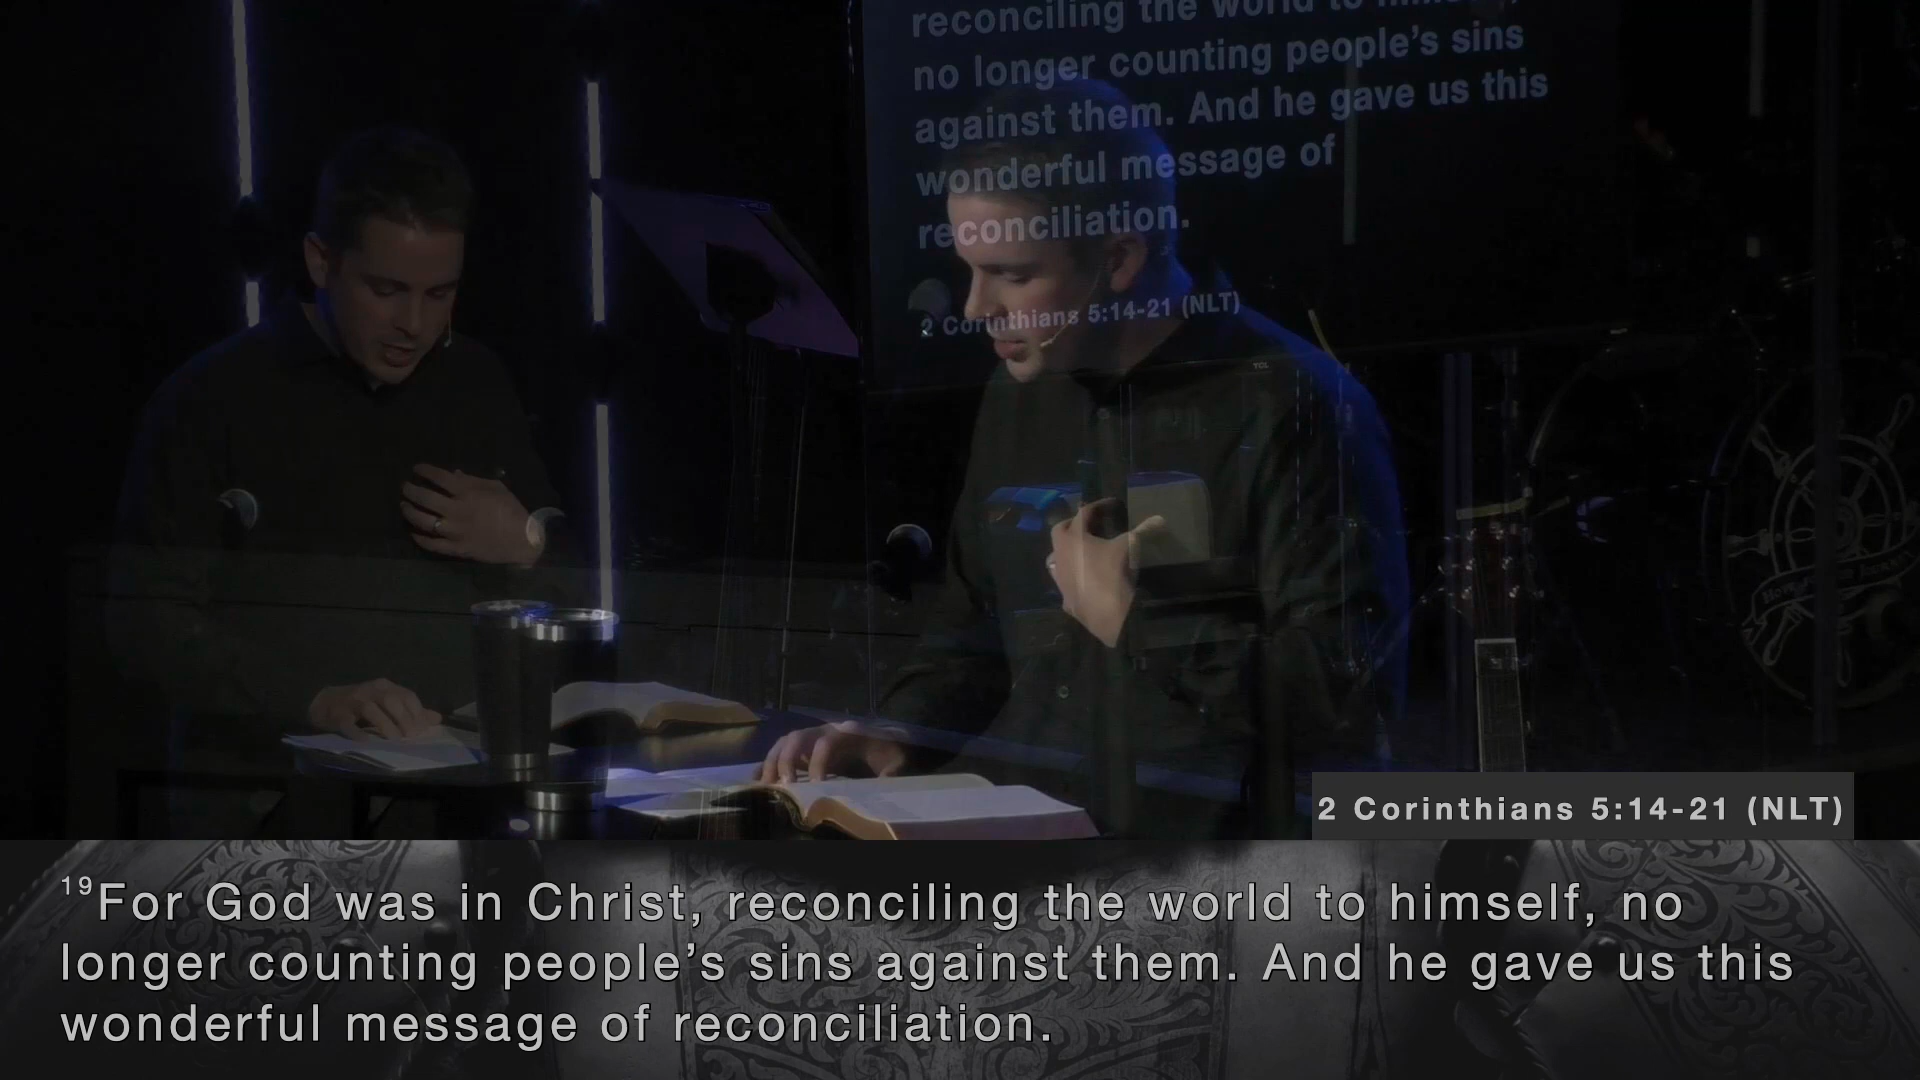 reconciling the world to
no longer counting people's sins
against them. And he gave us this
wonderful message of
reconciliation.
2 Corinthians 5:14-21 (NLT)
TCL
2 Corinthians 5:14-21 (NLT)
19For God was in Christ, reconciling the world to himself, no
longer counting people's sins against them. And he gave us this
wonderful message of reconciliation.